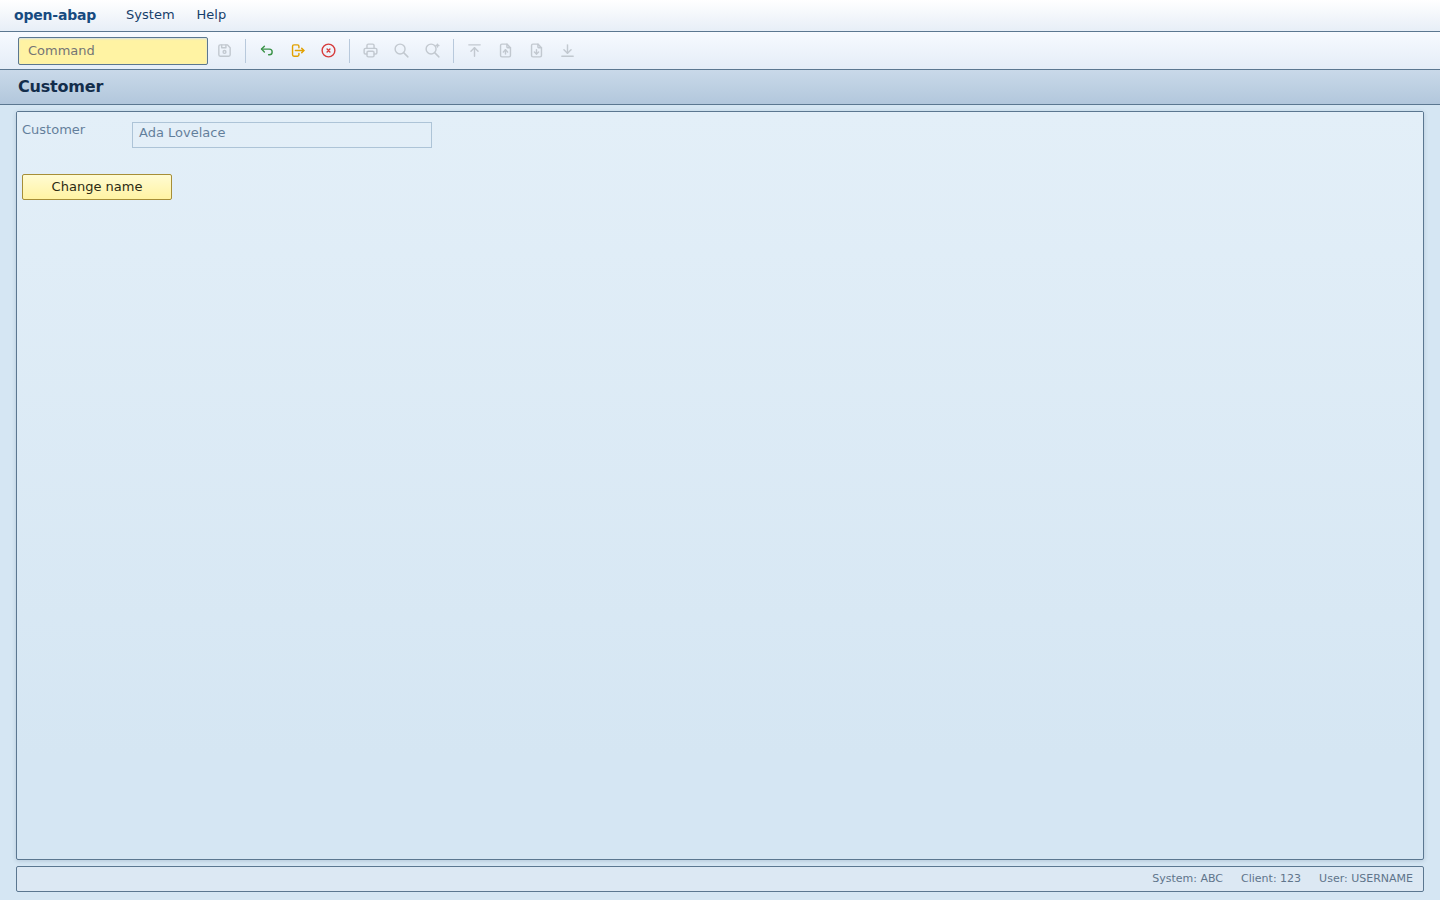 open-abap System Help
Command
Customer
Customer Ada Lovelace
Change name
System: ABC Client: 123 User: USERNAME